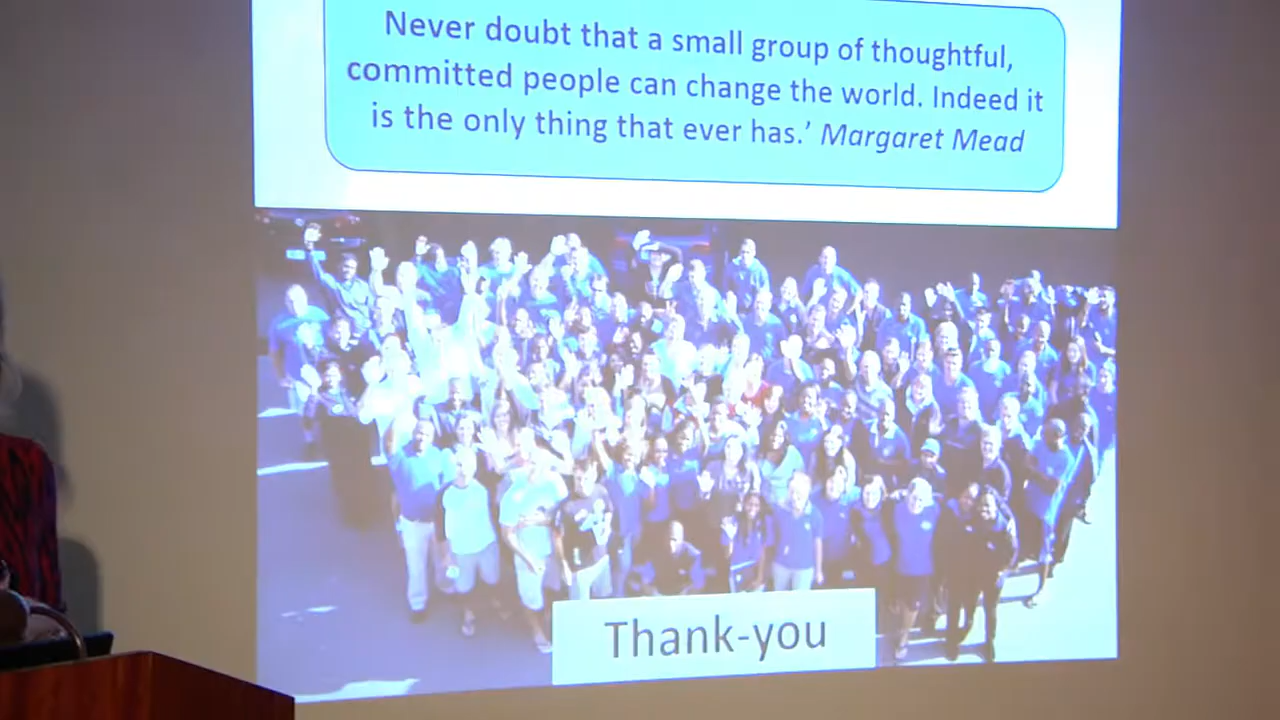 Never doubt that a small group of thoughtful,
committed people can change the world. Indeed it
is the only thing that ever has.’ Margaret Mead
Thank-you